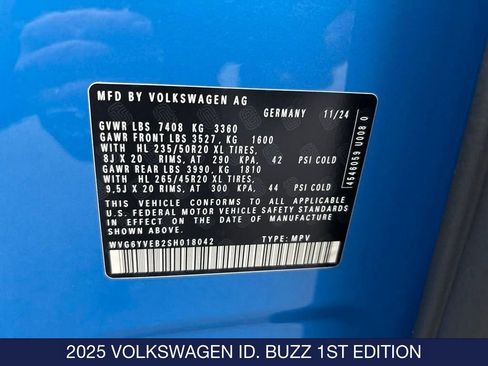 MFD BY VOLKSWAGEN AG
GERMANY 11/24
GVWR LBS 7408 KG 3360
GAWR FRONT LBS 3527 KG 1600
WITH HL 235/50R20 XL TIRES,
8J X 20 RIMS, AT 290 KPA, 42 PSI COLD
GAWR REAR LBS 3990, KG 1810
WITH HL 265/45R20 XL TIRES,
9,5J X 20 RIMS, AT 300 KPA, 44 PSI COLD
THIS VEHICLE CONFORMS TO ALL APPLICABLE
U.S. FEDERAL MOTOR VEHICLE SAFETY STANDARDS
IN EFFECT ON THE DATE OF MANUFACTURE
SHOWN ABOVE.
WVG6YVEB2SH018042 TYPE: MPV
4546059 U008 0
2025 VOLKSWAGEN ID. BUZZ 1ST EDITION